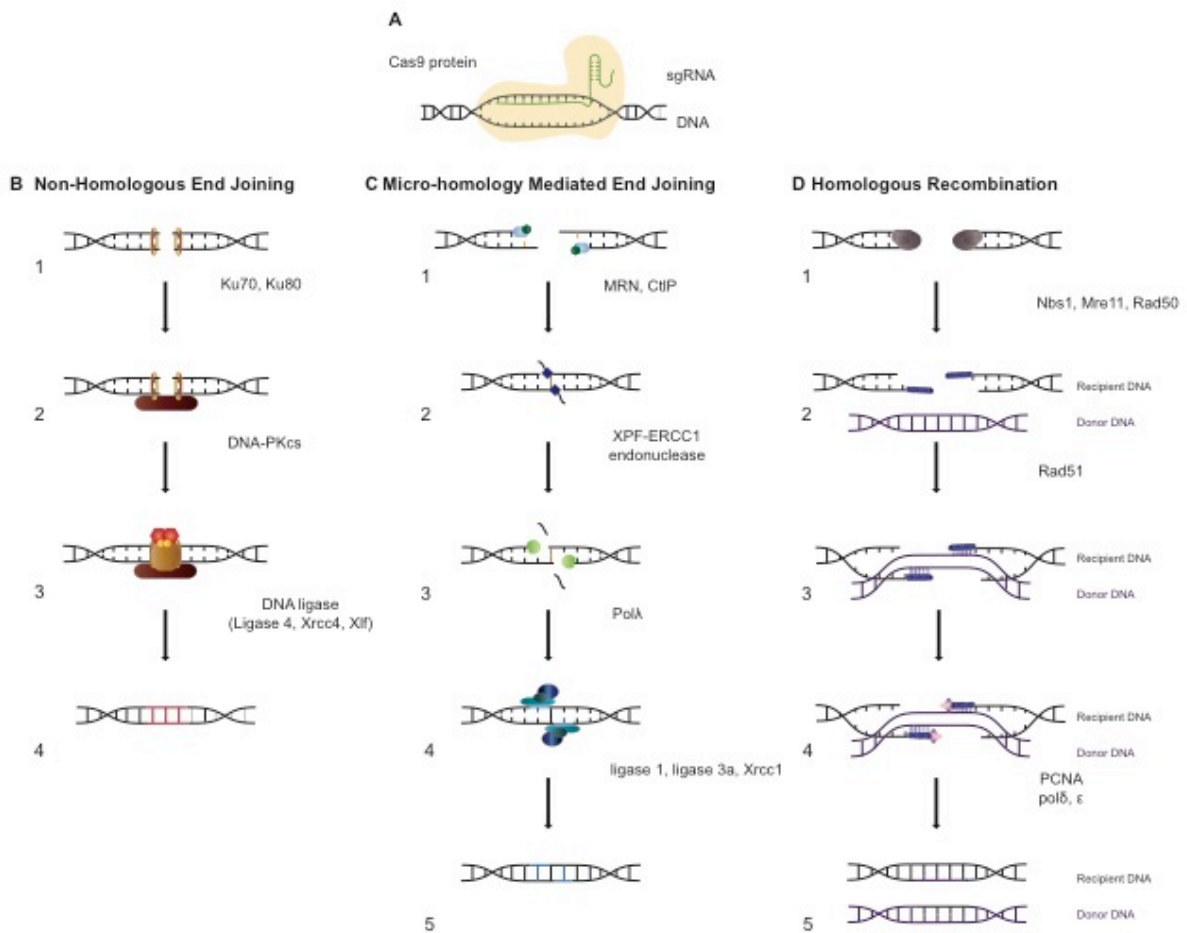 A
Cas9 protein
sgRNA
DNA
B Non-Homologous End Joining
1
Ku70, Ku80
2
DNA-PKcs
3
DNA ligase
(Ligase 4, Xrcc4, Xlf)
4
C Micro-homology Mediated End Joining
1
MRN, CtIP
2
XPF-ERCC1
endonuclease
3
Polλ
4
ligase 1, ligase 3a, Xrcc1
5
D Homologous Recombination
1
Nbs1, Mre11, Rad50
Recipient DNA
2
Donor DNA
Rad51
Recipient DNA
3
Donor DNA
Recipient DNA
4
Donor DNA
PCNA
polδ, ε
Recipient DNA
Donor DNA
5